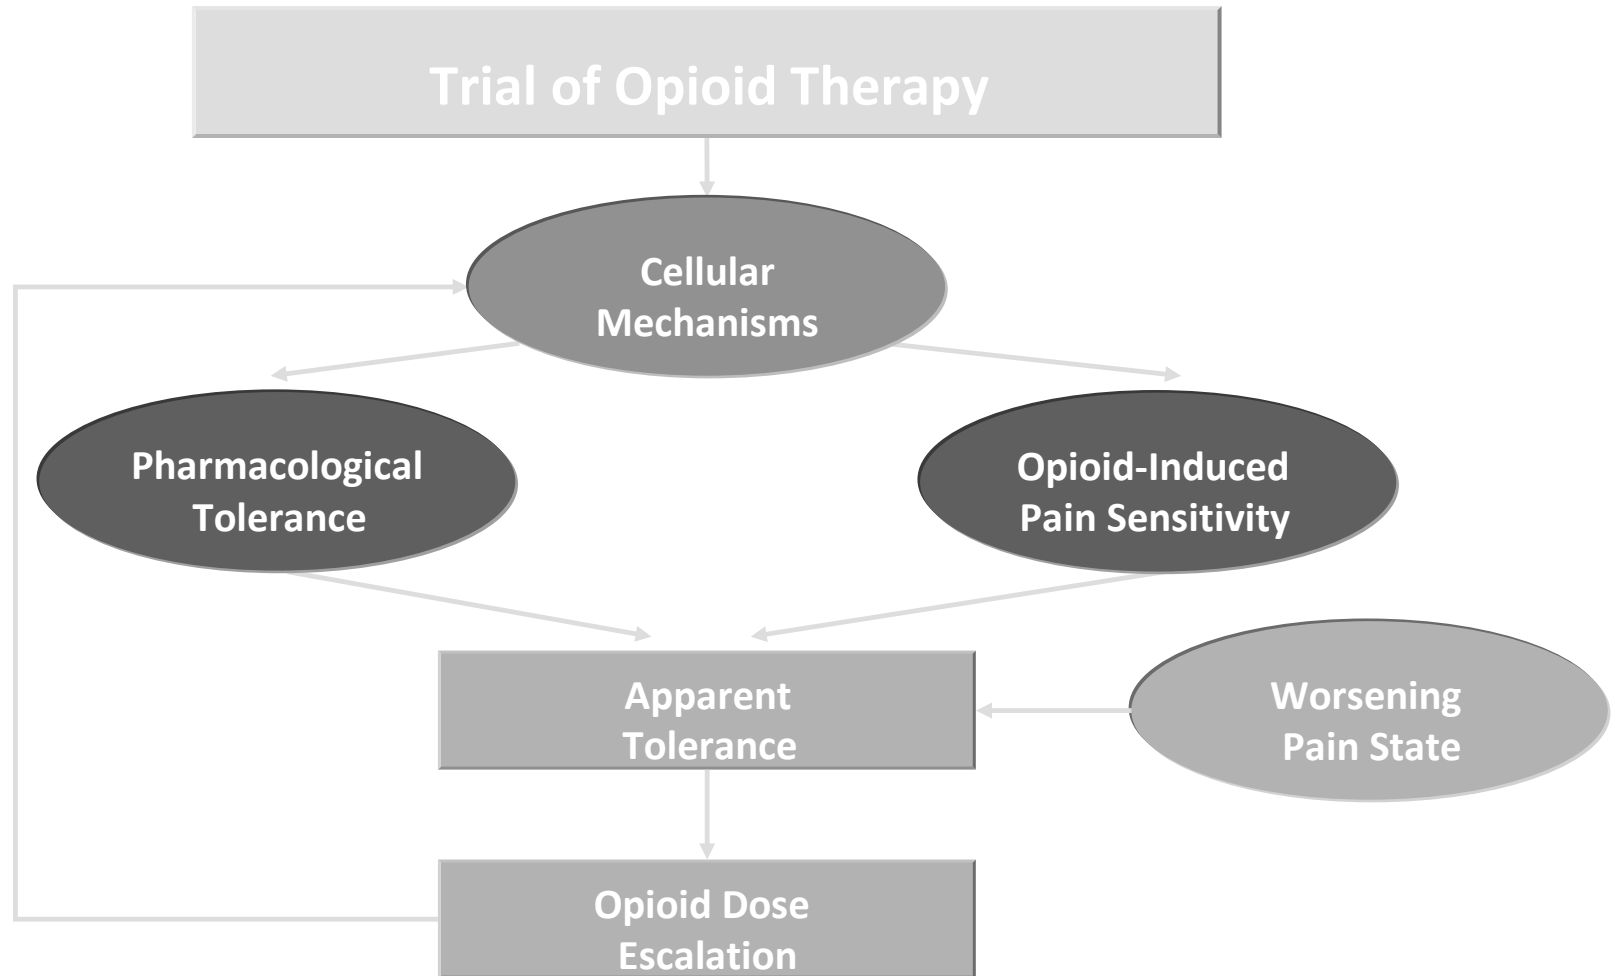 Trial of Opioid Therapy
Cellular
Mechanisms
Pharmacological
Tolerance
Opioid-Induced
Pain Sensitivity
Apparent
Tolerance
Worsening
Pain State
Opioid Dose
Escalation